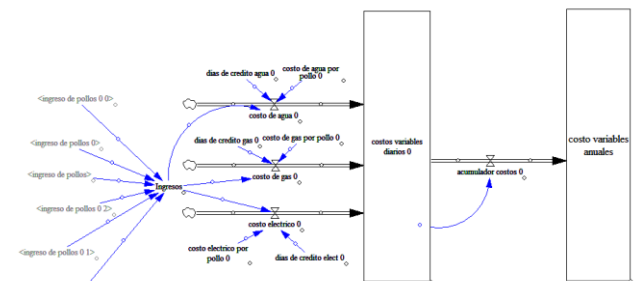 dias de credito agua 0
costo de agua por
pollo 0
<ingreso de pollos 0 0>
costo de agua 0
<ingreso de pollos 0>
dias de credito gas 0
costo de gas por pollo 0
costos variables
diarios 0
costo variables
anuales
<ingreso de pollos>
costo de gas 0
acumulador costos 0
Ingresos
<ingreso de pollos 0 2>
costo electrico 0
<ingreso de pollos 0 1>
costo electrico por
pollo 0
dias de credito elect 0